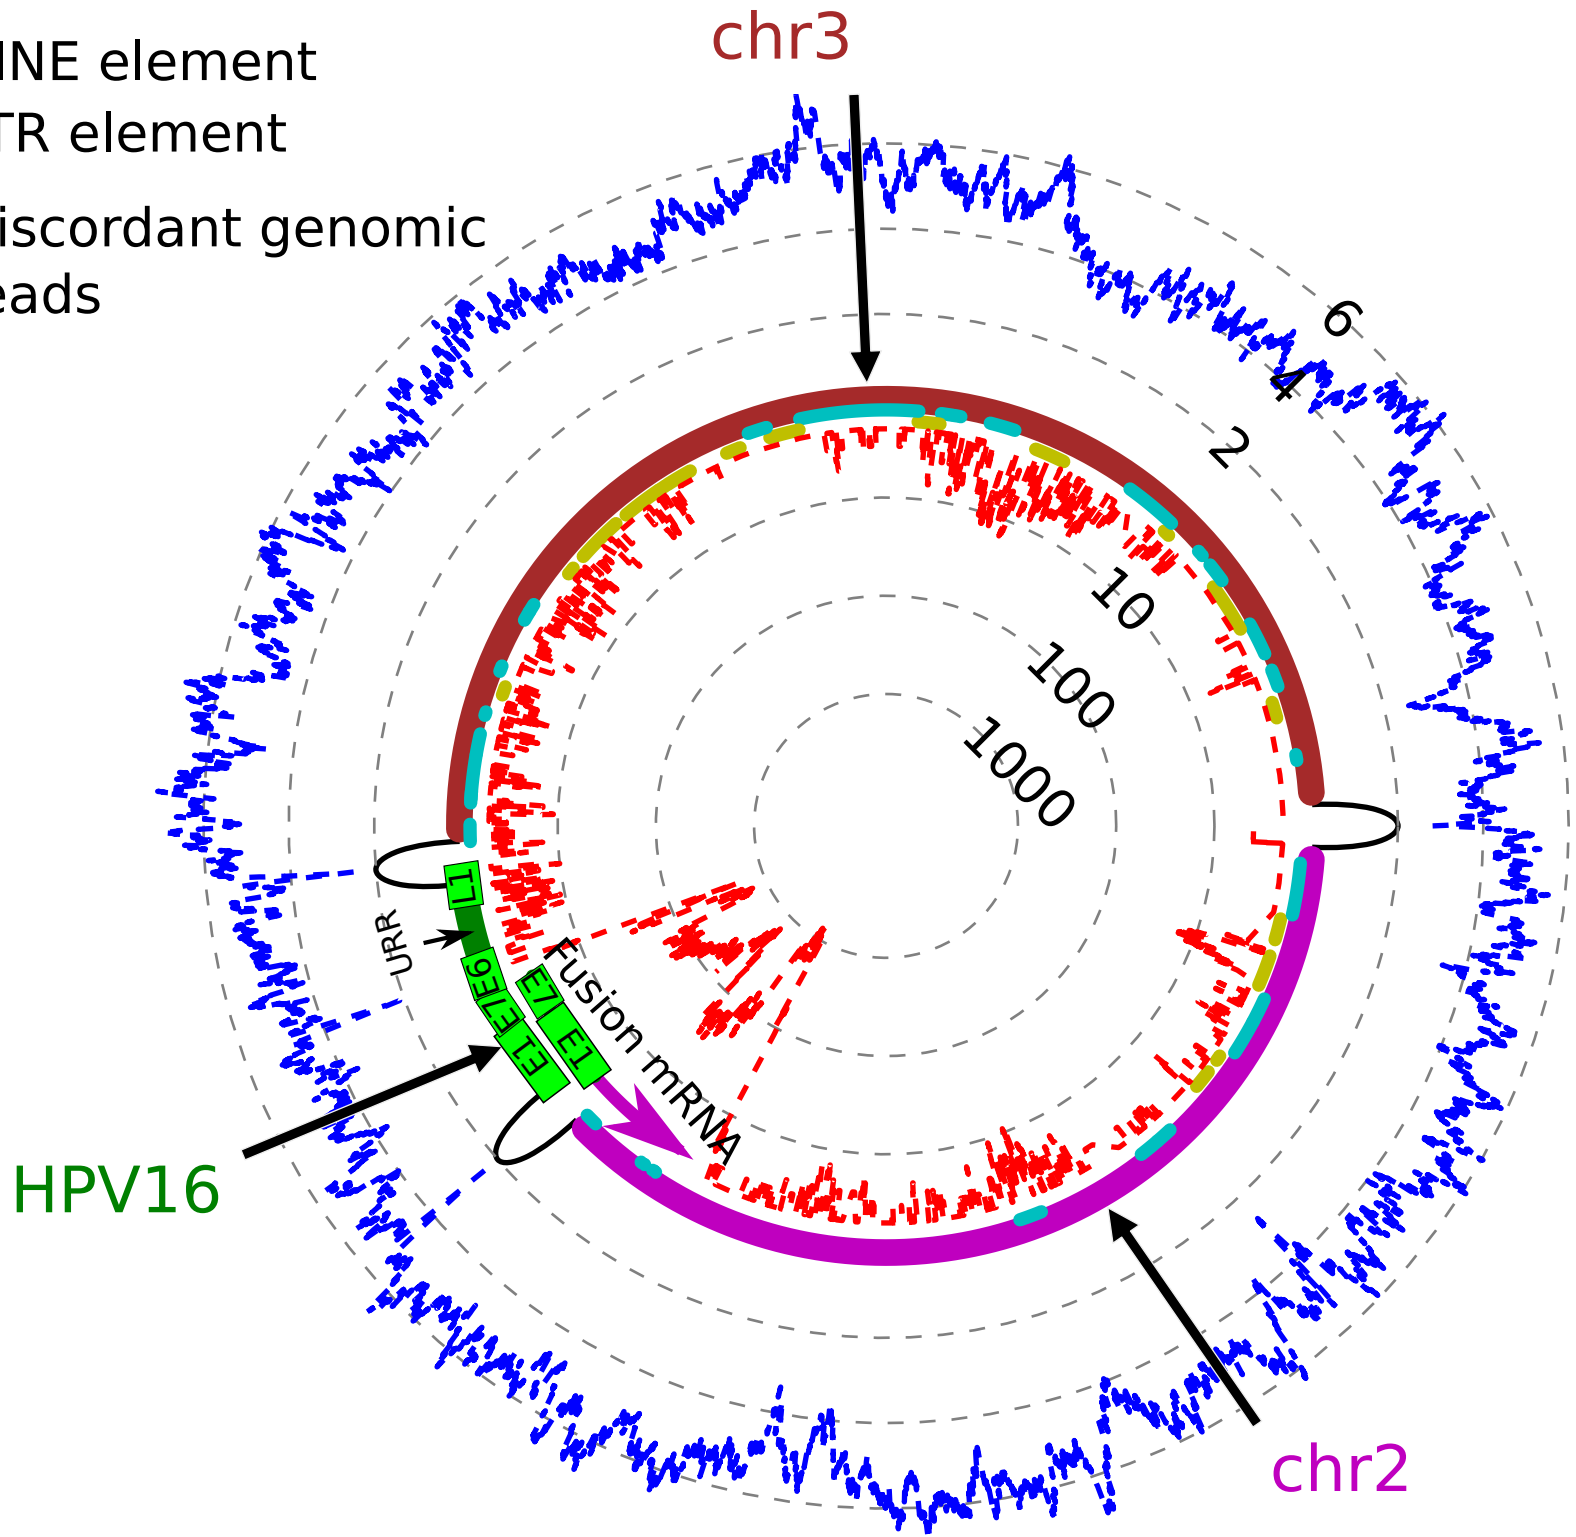 chr3
INE element
TR element
iscordant genomic
eads
6
4
2
10
100
1000
L1
URR
E7/E6
E1
E7
E1
Fusion mRNA
HPV16
chr2